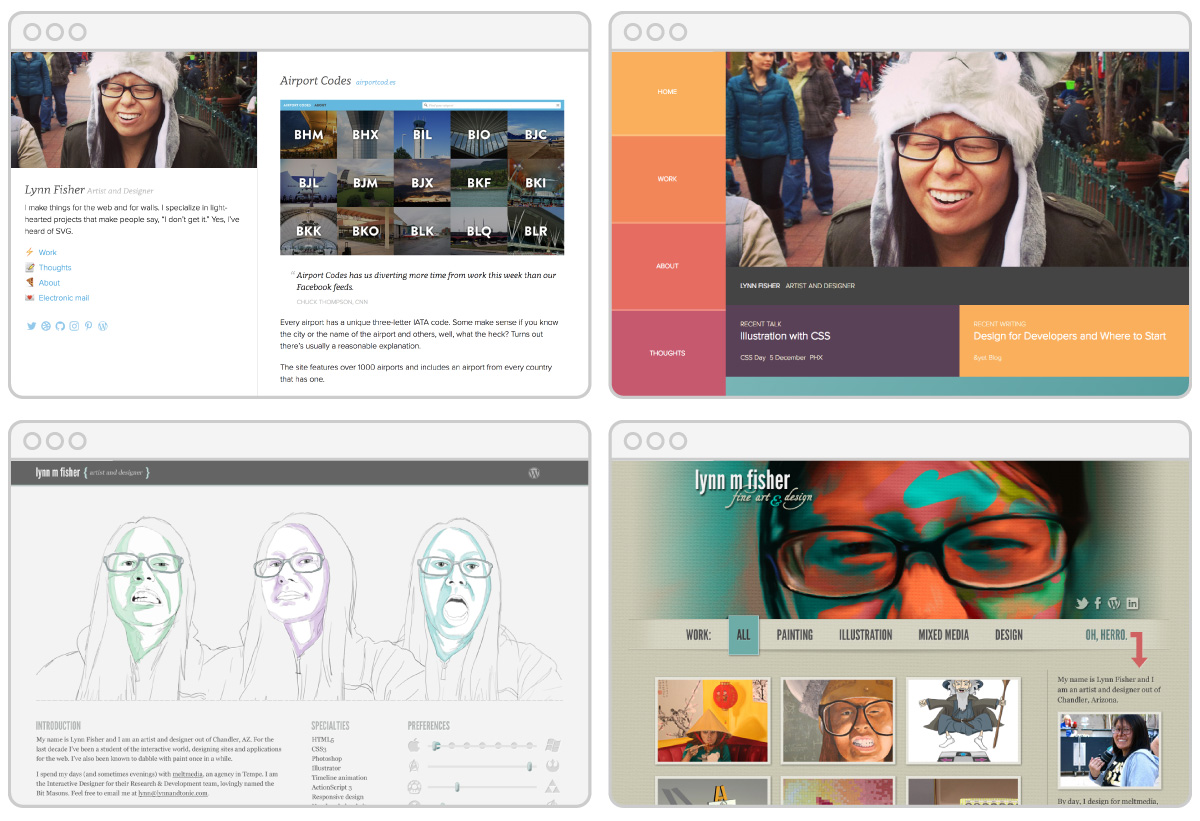 Lynn Fisher Artist and Designer
I make things for the web and for walls. I specialize in light-
hearted projects that make people say, "I don't get it." Yes, I've
heard of SVG.
Work
Thoughts
About
Electronic mail
Airport Codes airportcod.es
AIRPORT CODES ABOUT
BHM BHX BIL BIO BJC
BJL BJM BJX BKF BKI
BKK BKO BLK BLQ BLR
“ Airport Codes has us diverting more time from work this week than our
Facebook feeds.
CHUCK THOMPSON, CNN
Every airport has a unique three-letter IATA code. Some make sense if you know
the city or the name of the airport and others, well, what the heck? Turns out
there's usually a reasonable explanation.
The site features over 1000 airports and includes an airport from every country
that has one.
HOME
WORK
ABOUT
THOUGHTS
LYNN FISHER ARTIST AND DESIGNER
RECENT TALK
Illustration with CSS
CSS Day 5 December PHX
RECENT WRITING
Design for Developers and Where to Start
&yet Blog
lynn m fisher { artist and designer }
INTRODUCTION
My name is Lynn Fisher and I am an artist and designer out of Chandler, AZ. For the
last decade I've been a student of the interactive world, designing sites and applications
for the web. I've also been known to dabble with paint once in a while.
I spend my days (and sometimes evenings) with meltmedia, an agency in Tempe. I am
the Interactive Designer for their Research & Development team, lovingly named the
Bit Masons. Feel free to email me at lynn@lynnandtonic.com.
SPECIALTIES
HTML5
CSS3
Photoshop
Illustrator
Timeline animation
ActionScript 3
Responsive design
PREFERENCES
lynn m fisher
fine art & design
WORK: ALL PAINTING ILLUSTRATION MIXED MEDIA DESIGN
OH, HERRO.
My name is Lynn Fisher and I
am an artist and designer out of
Chandler, Arizona.
By day, I design for meltmedia,